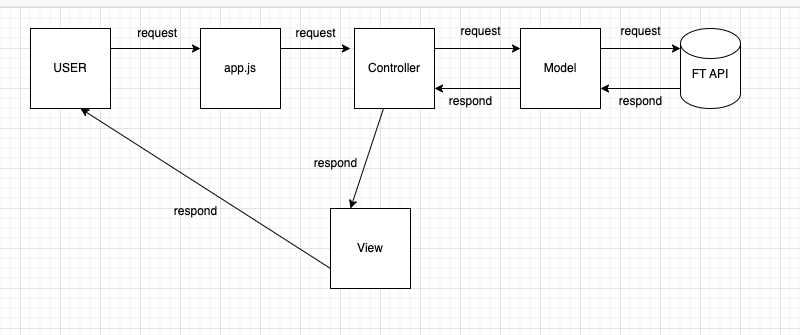 request
request
request
request
USER
app.js
Controller
Model
FT API
respond
respond
respond
respond
View